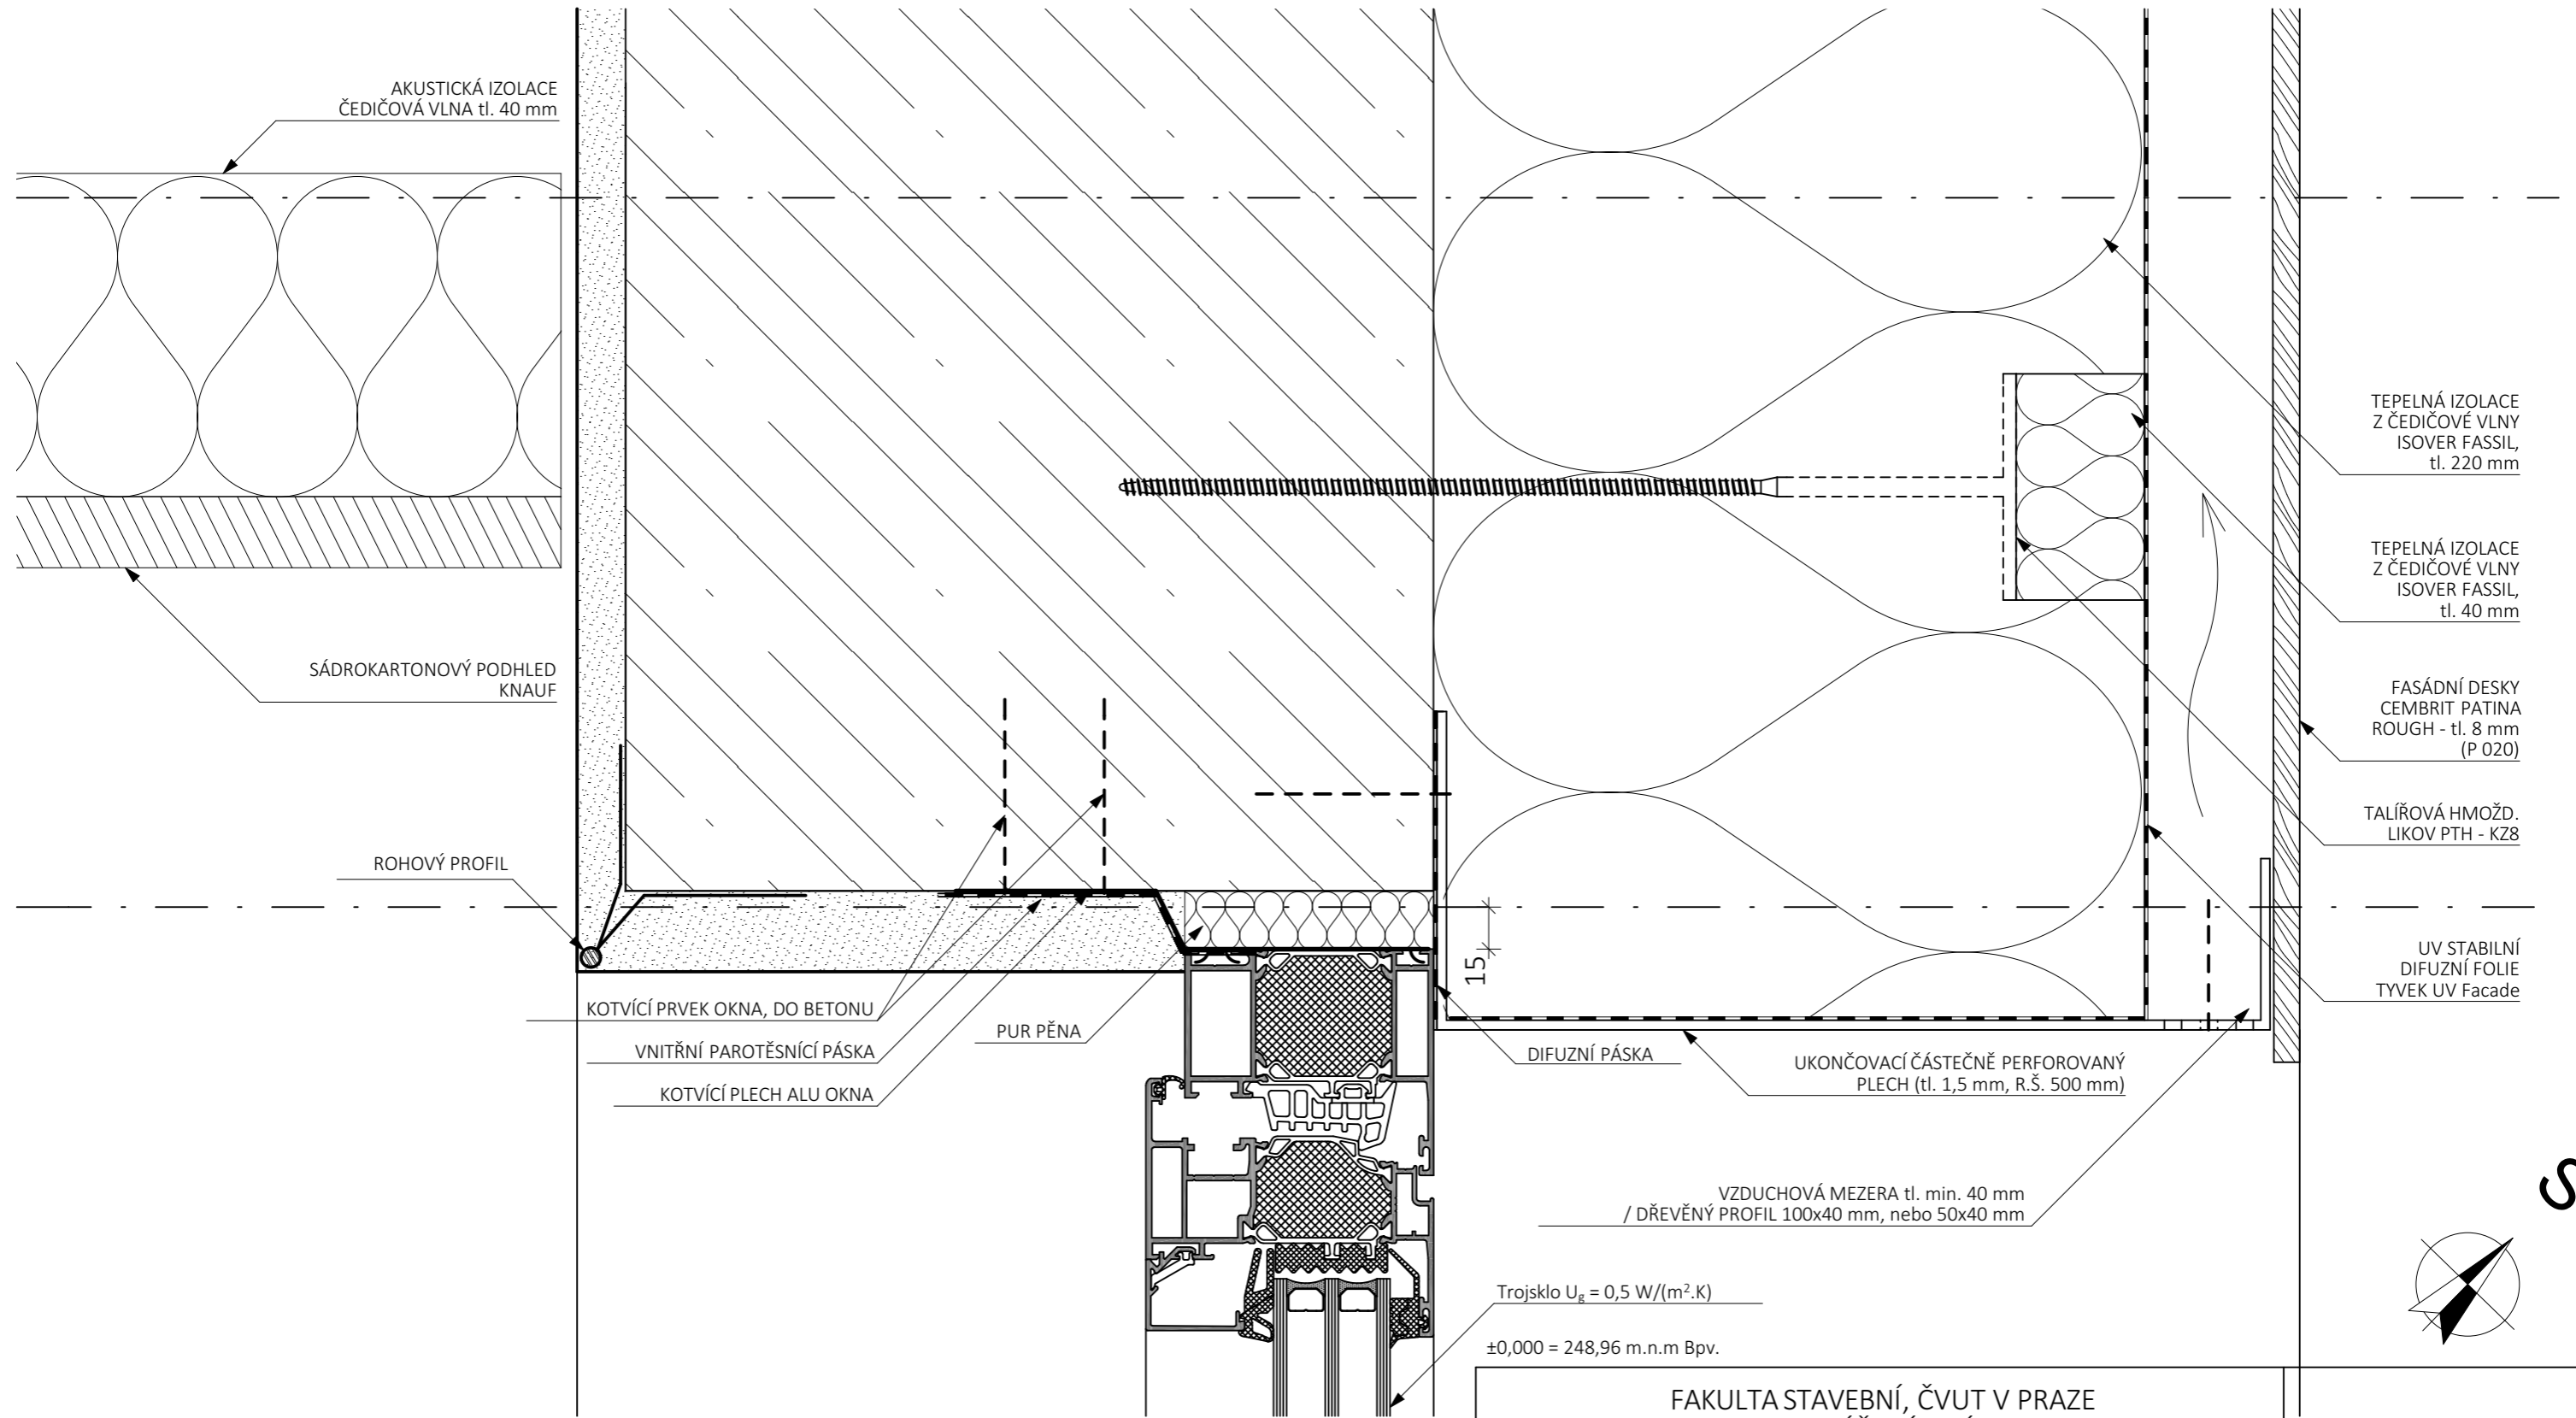 AKUSTICKÁ IZOLACE
ČEDIČOVÁ VLNA tl. 40 mm
SÁDROKARTONOVÝ PODHLED
KNAUF
ROHOVÝ PROFIL
KOTVÍCÍ PRVEK OKNA, DO BETONU
VNITŘNÍ PAROTĚSNÍCÍ PÁSKA
KOTVÍCÍ PLECH ALU OKNA
PUR PĚNA
15
DIFUZNÍ PÁSKA
UKONČOVACÍ ČÁSTEČNĚ PERFOROVANÝ
PLECH (tl. 1,5 mm, R.Š. 500 mm)
VZDUCHOVÁ MEZERA tl. min. 40 mm
/ DŘEVĚNÝ PROFIL 100x40 mm, nebo 50x40 mm
Trojsklo Ug = 0,5 W/(m².K)
±0,000 = 248,96 m.n.m Bpv.
TEPELNÁ IZOLACE
Z ČEDIČOVÉ VLNY
ISOVER FASSIL,
tl. 220 mm
TEPELNÁ IZOLACE
Z ČEDIČOVÉ VLNY
ISOVER FASSIL,
tl. 40 mm
FASÁDNÍ DESKY
CEMBRIT PATINA
ROUGH - tl. 8 mm
(P 020)
TALÍŘOVÁ HMOŽD.
LIKOV PTH - KZ8
UV STABILNÍ
DIFUZNÍ FOLIE
TYVEK UV Facade
S
FAKULTA STAVEBNÍ, ČVUT V PRAZE